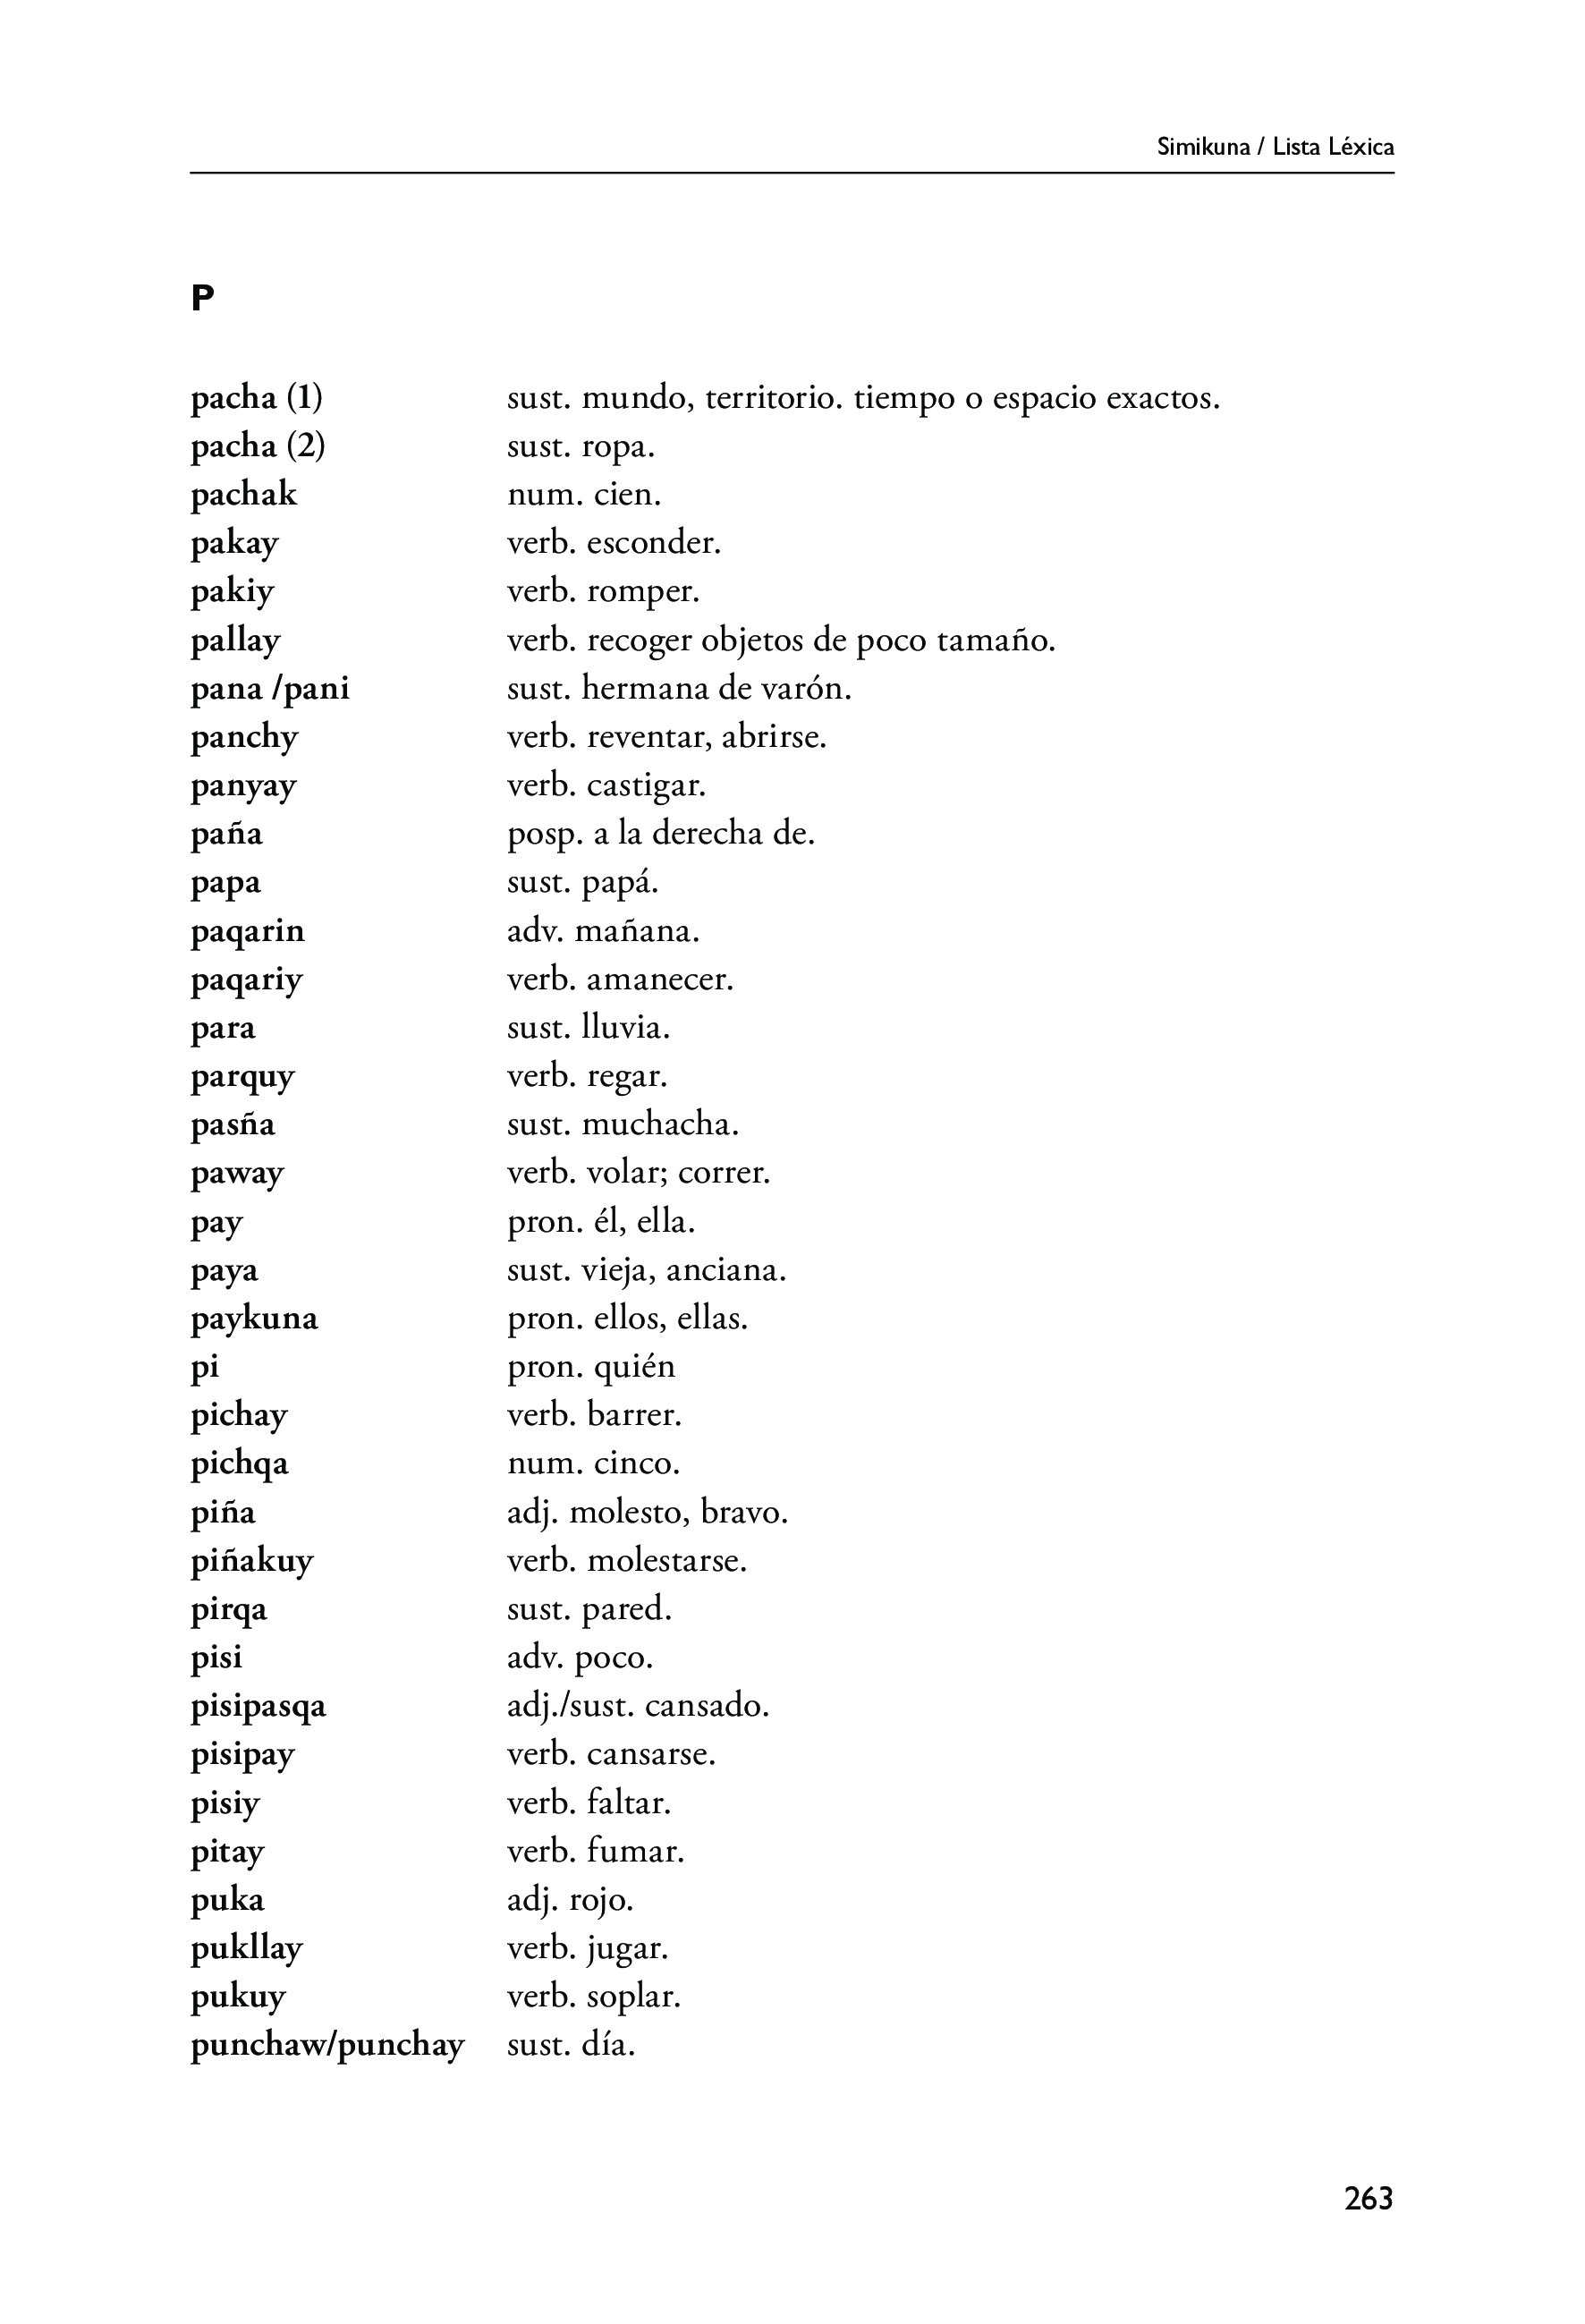 Simikuna / Lista Léxica
P
pacha (1) sust. mundo, territorio. tiempo o espacio exactos.
pacha (2) sust. ropa.
pachak num. cien.
pakay verb. esconder.
pakiy verb. romper.
pallay verb. recoger objetos de poco tamaño.
pana /pani sust. hermana de varón.
panchy verb. reventar, abrirse.
panyay verb. castigar.
paña posp. a la derecha de.
papa sust. papá.
paqarin adv. mañana.
paqariy verb. amanecer.
para sust. lluvia.
parquy verb. regar.
pasña sust. muchacha.
paway verb. volar; correr.
pay pron. él, ella.
paya sust. vieja, anciana.
paykuna pron. ellos, ellas.
pi pron. quién
pichay verb. barrer.
pichqa num. cinco.
piña adj. molesto, bravo.
piñakuy verb. molestarse.
pirqa sust. pared.
pisi adv. poco.
pisipasqa adj./sust. cansado.
pisipay verb. cansarse.
pisiy verb. faltar.
pitay verb. fumar.
puka adj. rojo.
pukllay verb. jugar.
pukuy verb. soplar.
punchaw/punchay sust. día.
263